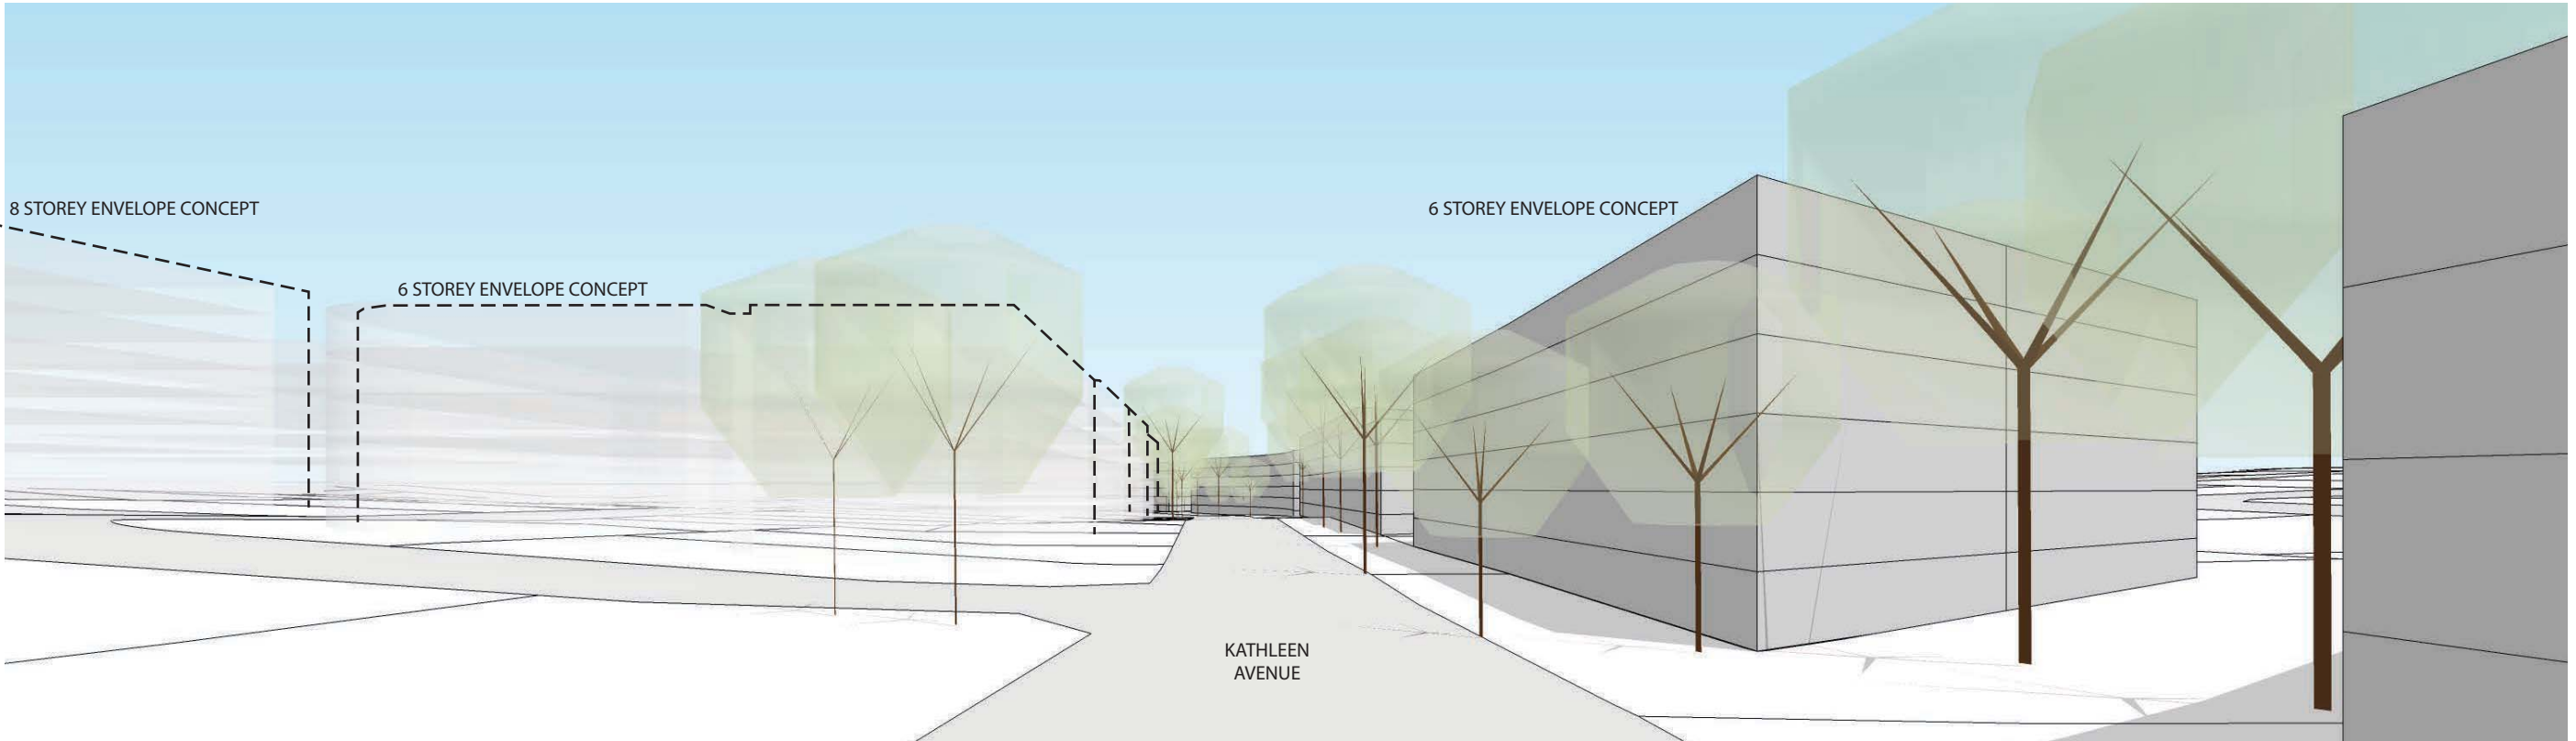 8 STOREY ENVELOPE CONCEPT
6 STOREY ENVELOPE CONCEPT
6 STOREY ENVELOPE CONCEPT
KATHLEEN
AVENUE